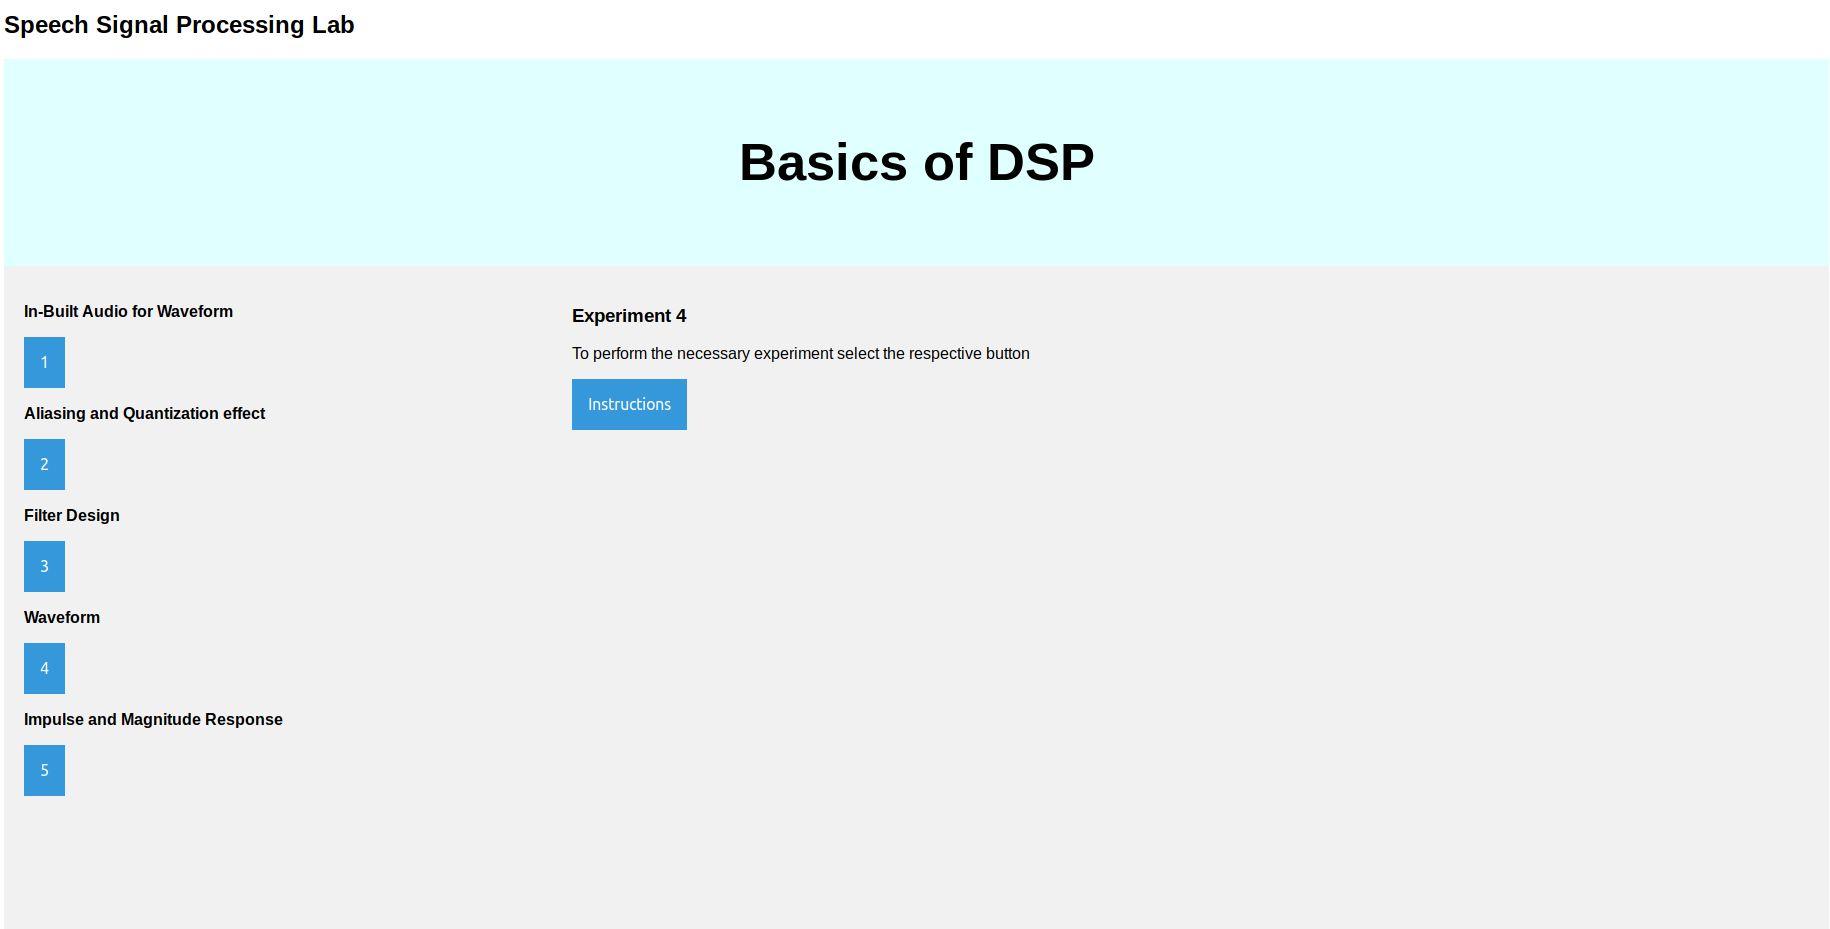 Speech Signal Processing Lab
Basics of DSP
In-Built Audio for Waveform
1
Aliasing and Quantization effect
2
Filter Design
3
Waveform
4
Impulse and Magnitude Response
5
Experiment 4
To perform the necessary experiment select the respective button
Instructions